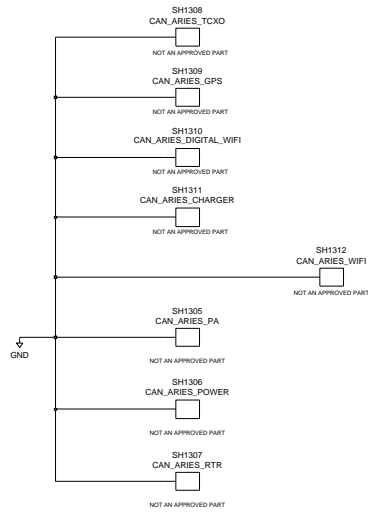 SH1308
CAN_ARIES_TCXO
NOT AN APPROVED PART
SH1309
CAN_ARIES_GPS
NOT AN APPROVED PART
SH1310
CAN_ARIES_DIGITAL_WIFI
NOT AN APPROVED PART
SH1311
CAN_ARIES_CHARGER
NOT AN APPROVED PART
SH1312
CAN_ARIES_WIFI
NOT AN APPROVED PART
SH1305
CAN_ARIES_PA
GND
NOT AN APPROVED PART
SH1306
CAN_ARIES_POWER
NOT AN APPROVED PART
SH1307
CAN_ARIES_RTR
NOT AN APPROVED PART